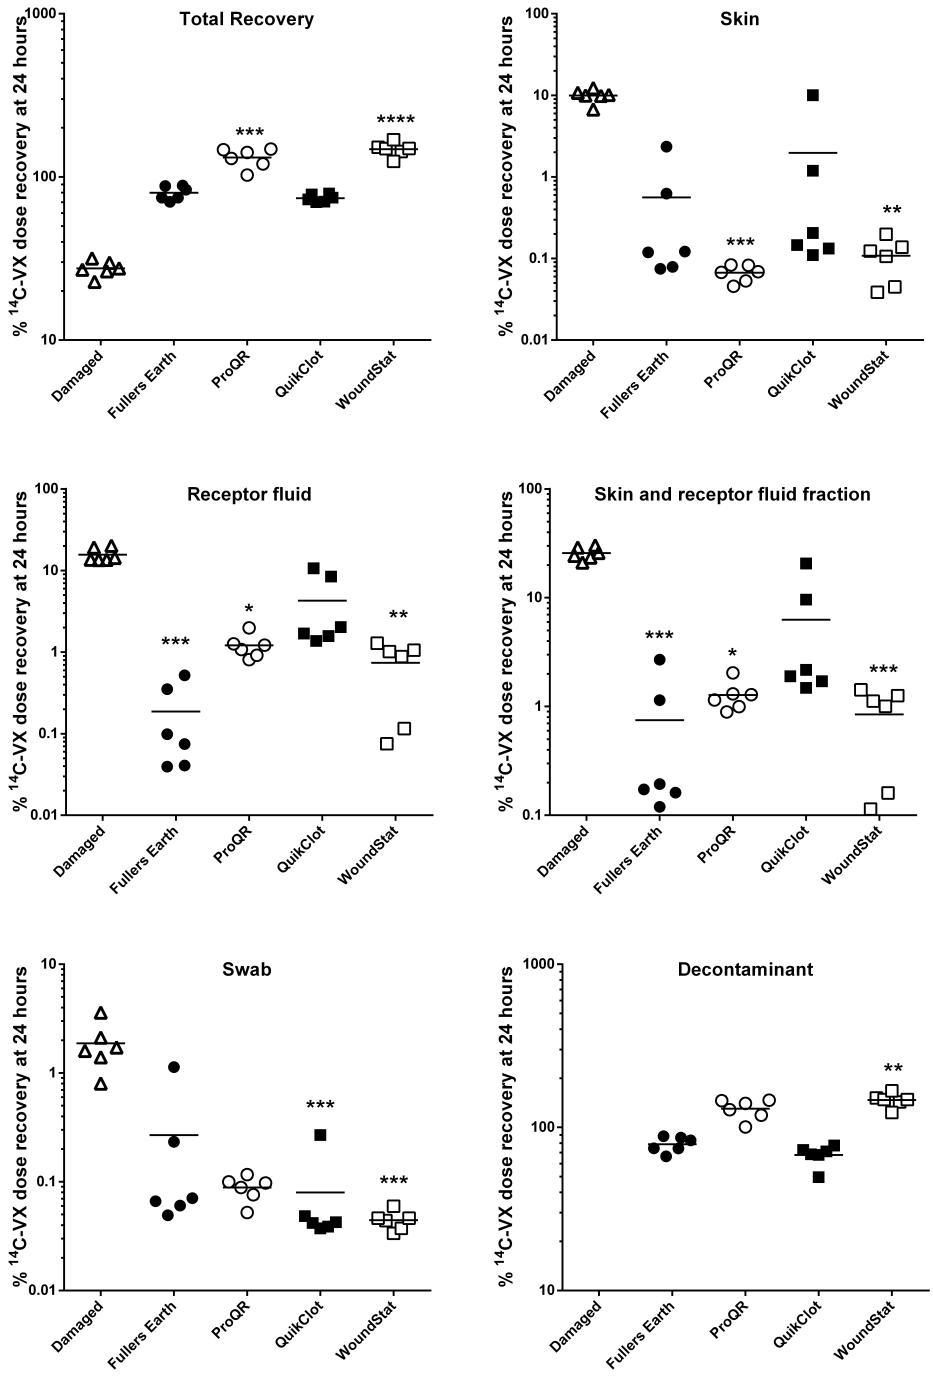 Total Recovery
% 14C-VX dose recovery at 24 hours
1000
100
10
***
****
Damaged
Fullers Earth
ProQR
QuikClot
WoundStat
Skin
% 14C-VX dose recovery at 24 hours
100
10
1
0.1
0.01
***
**
Damaged
Fullers Earth
ProQR
QuikClot
WoundStat
Receptor fluid
% 14C-VX dose recovery at 24 hours
100
10
1
0.1
0.01
***
*
**
Damaged
Fullers Earth
ProQR
QuikClot
WoundStat
Skin and receptor fluid fraction
% 14C-VX dose recovery at 24 hours
100
10
1
0.1
***
*
***
Damaged
Fullers Earth
ProQR
QuikClot
WoundStat
Swab
% 14C-VX dose recovery at 24 hours
10
1
0.1
0.01
***
***
Damaged
Fullers Earth
ProQR
QuikClot
WoundStat
Decontaminant
% 14C-VX dose recovery at 24 hours
1000
100
10
**
Damaged
Fullers Earth
ProQR
QuikClot
WoundStat